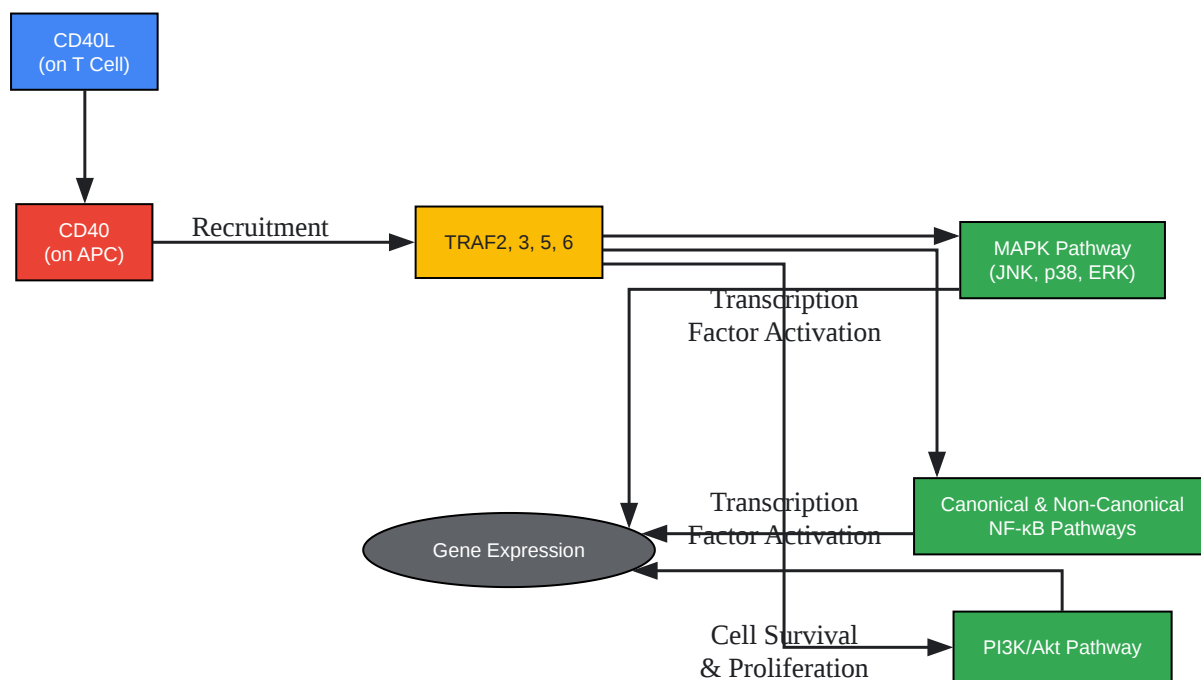 CD40L
(on T Cell)
CD40
(on APC)
Recruitment
TRAF2, 3, 5, 6
MAPK Pathway
(JNK, p38, ERK)
Transcription
Factor Activation
Canonical & Non-Canonical
NF-κB Pathways
Transcription
Factor Activation
Gene Expression
Cell Survival
& Proliferation
PI3K/Akt Pathway